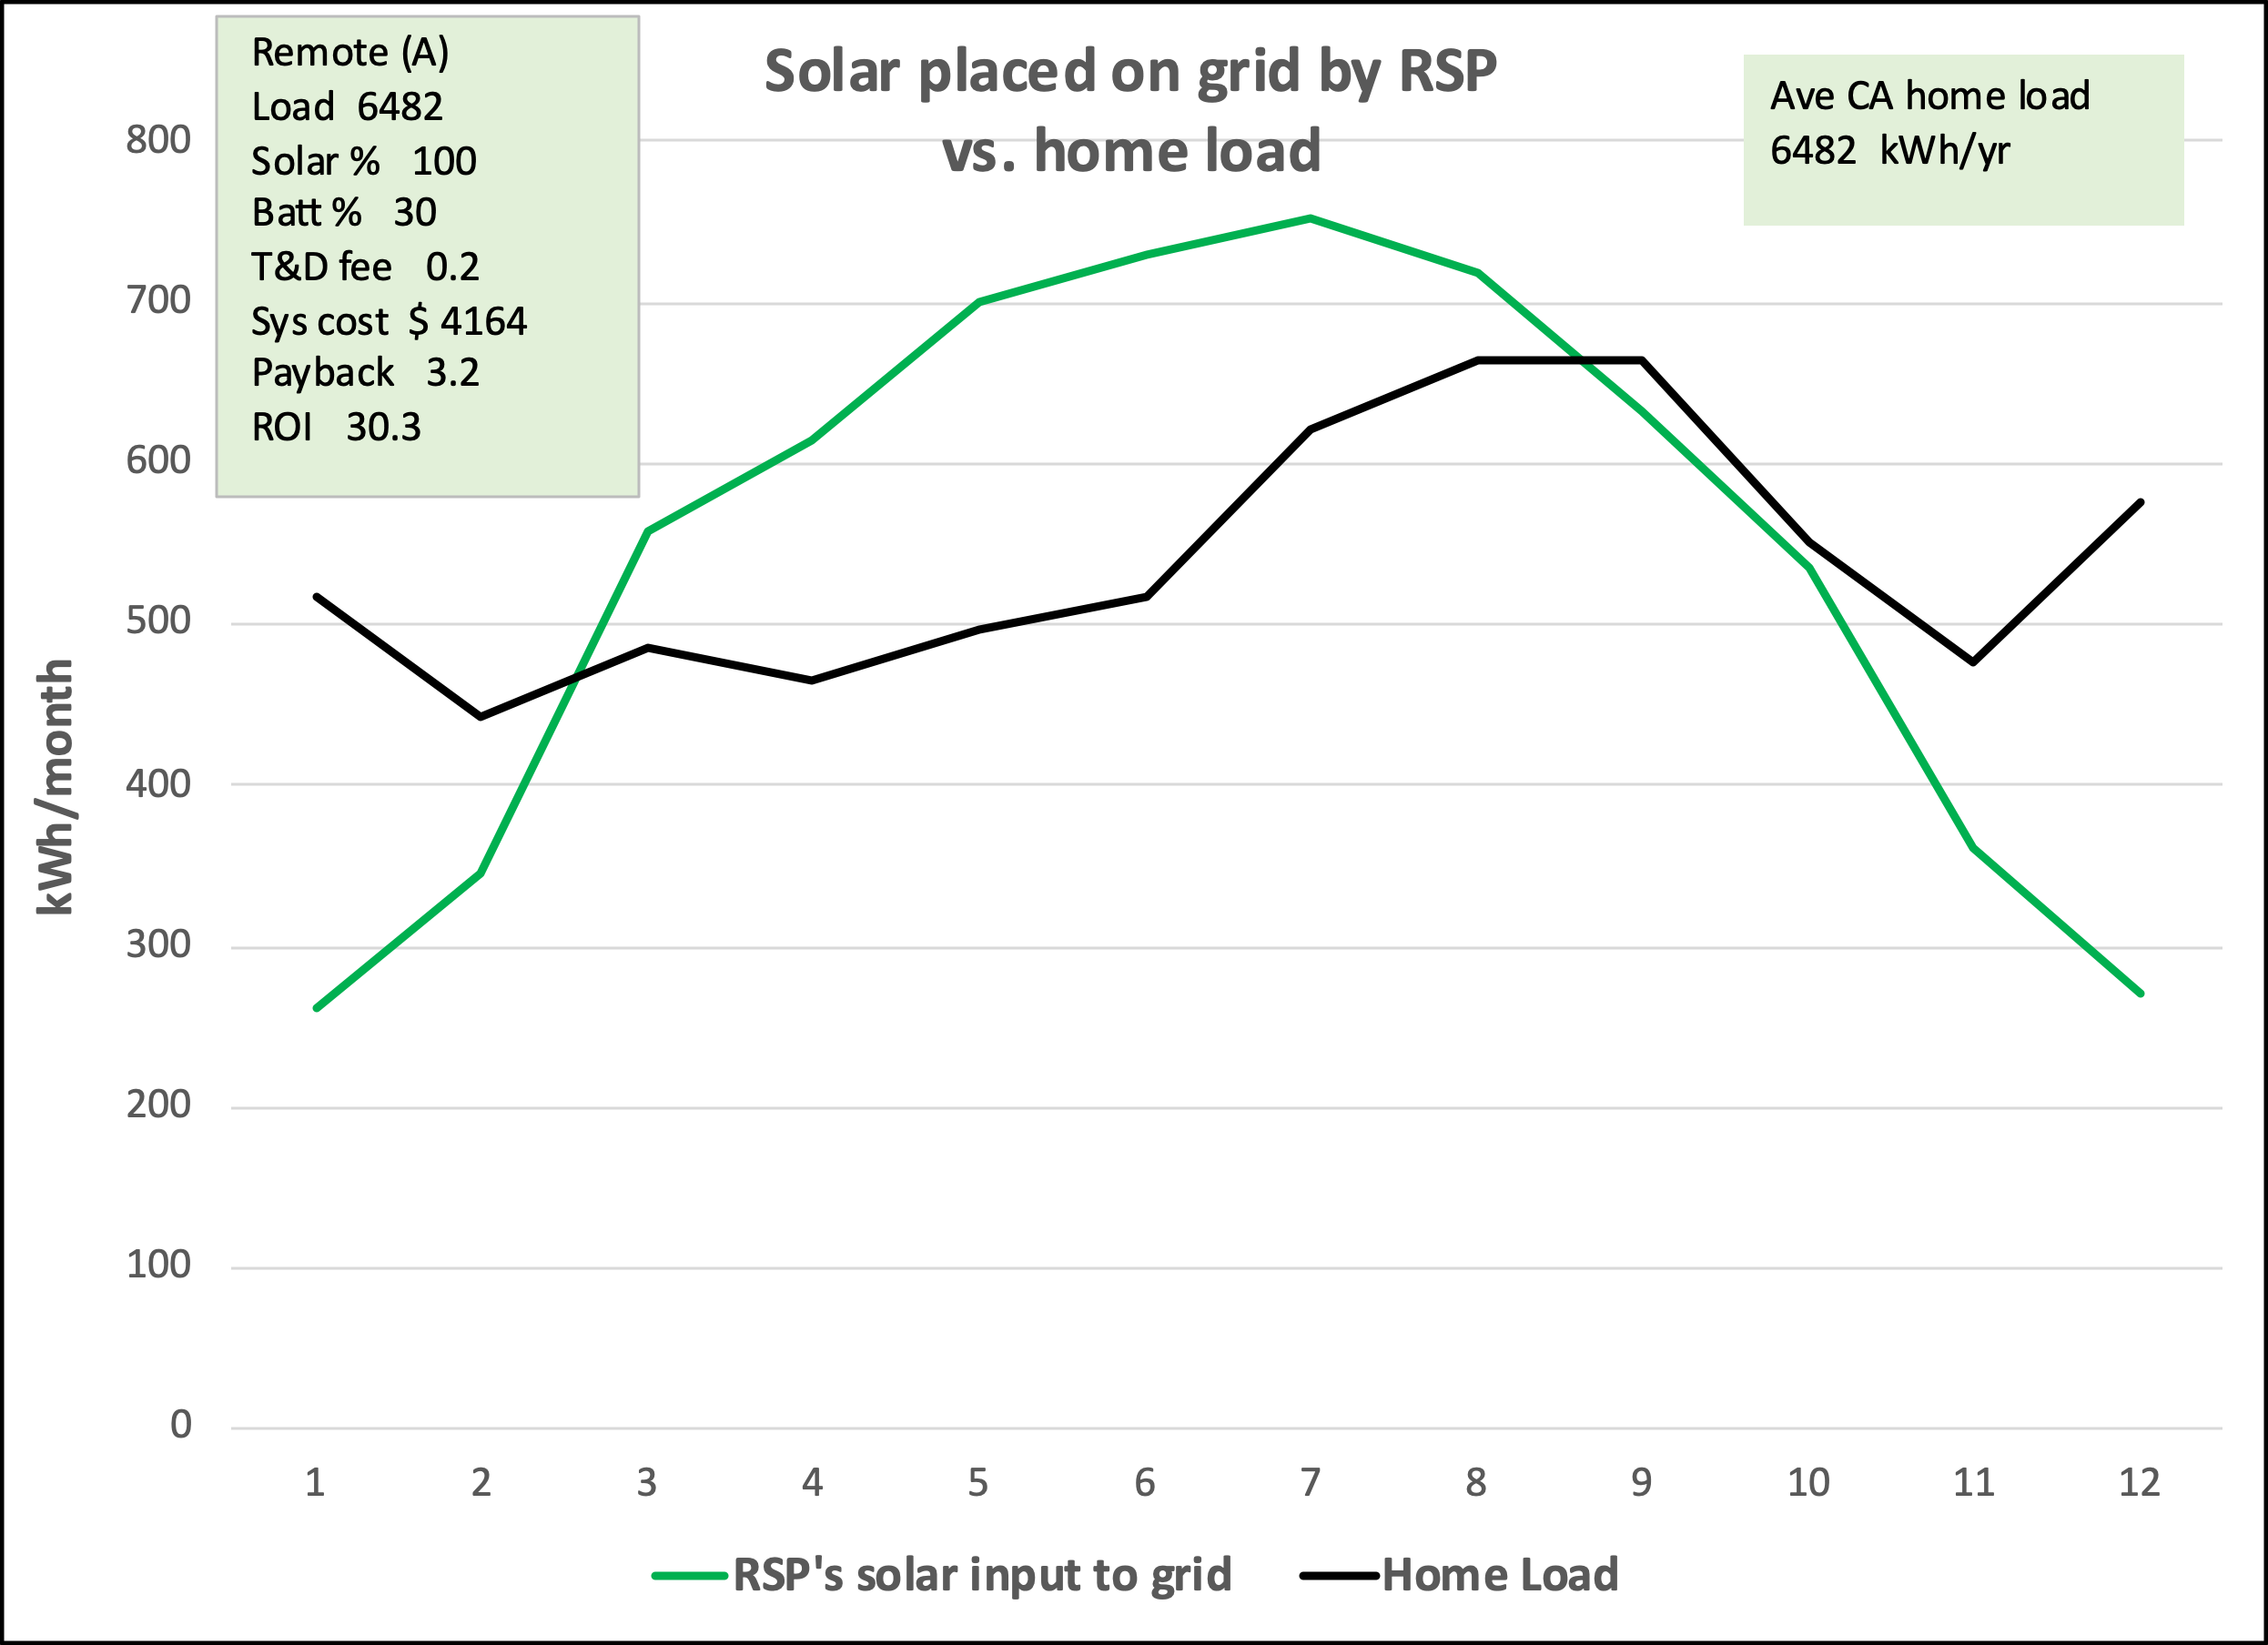 Remote (A)
Load 6482
Solar % 100
Batt % 30
T&D fee 0.2
Sys cost $ 4164
Payback 3.2
ROI 30.3
Solar placed on grid by RSP
vs. home load
Ave CA home load
6482 kWh/yr
kWh/month
800
700
600
500
400
300
200
100
0
1 2 3 4 5 6 7 8 9 10 11 12
RSP's solar input to grid Home Load